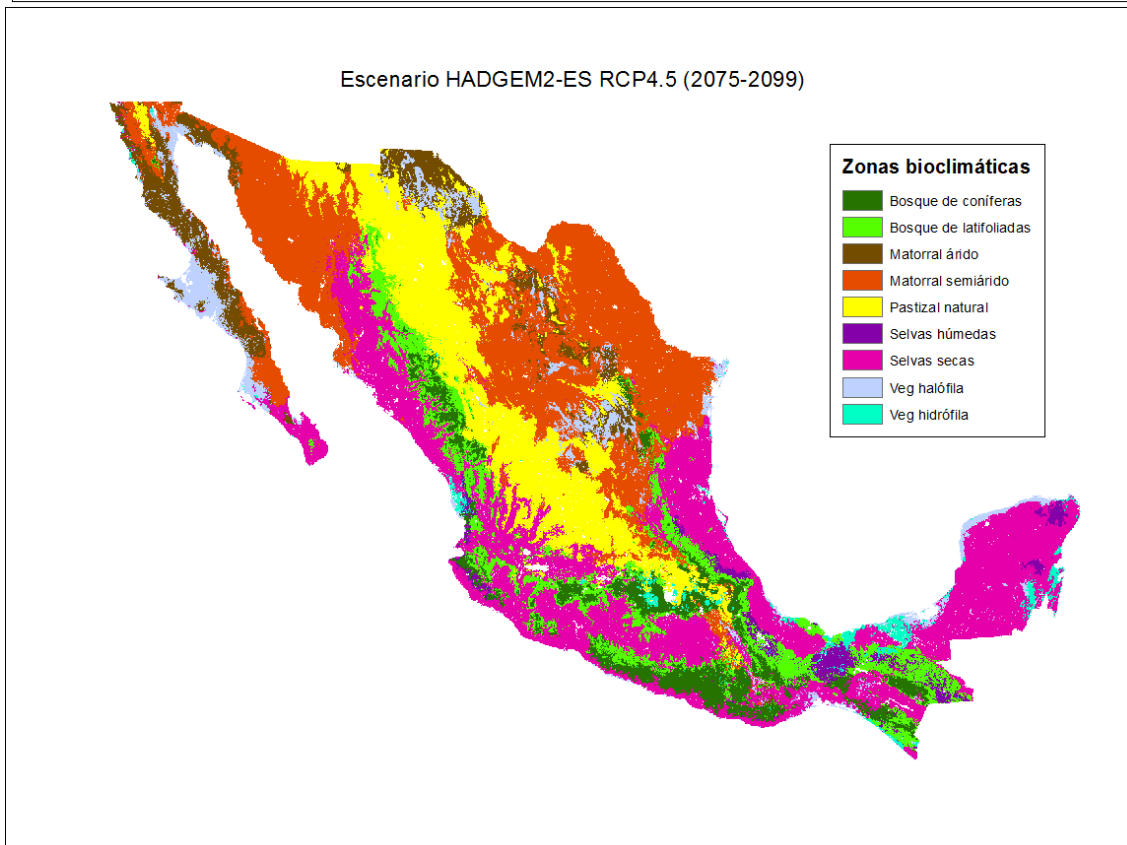 Escenario HADGEM2-ES RCP4.5 (2075-2099)
Zonas bioclimáticas
Bosque de coníferas
Bosque de latifoliadas
Matorral árido
Matorral semiárido
Pastizal natural
Selvas húmedas
Selvas secas
Veg halófila
Veg hidrófila